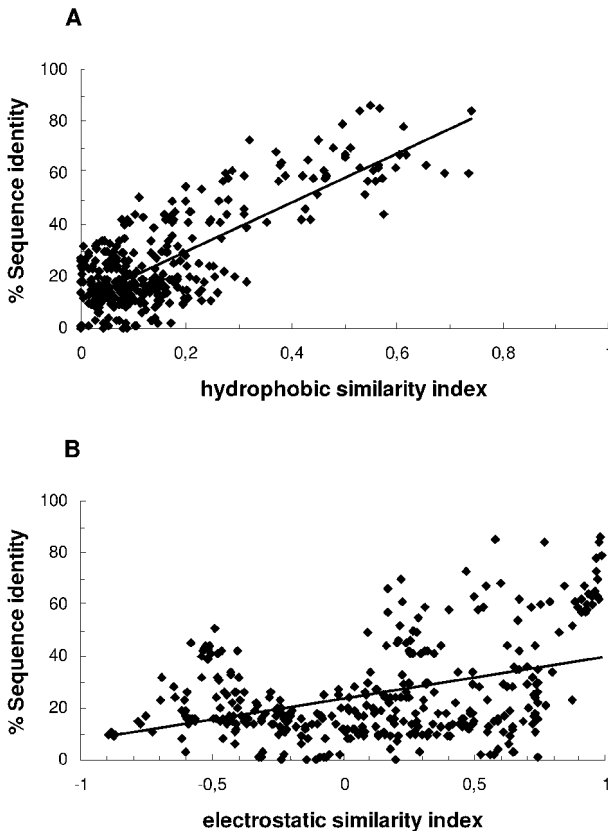 A
100
80
60
40
20
0
% Sequence identity
0 0,2 0,4 0,6 0,8 1
hydrophobic similarity index
B
100
80
60
40
20
0
% Sequence identity
-1 -0,5 0 0,5 1
electrostatic similarity index